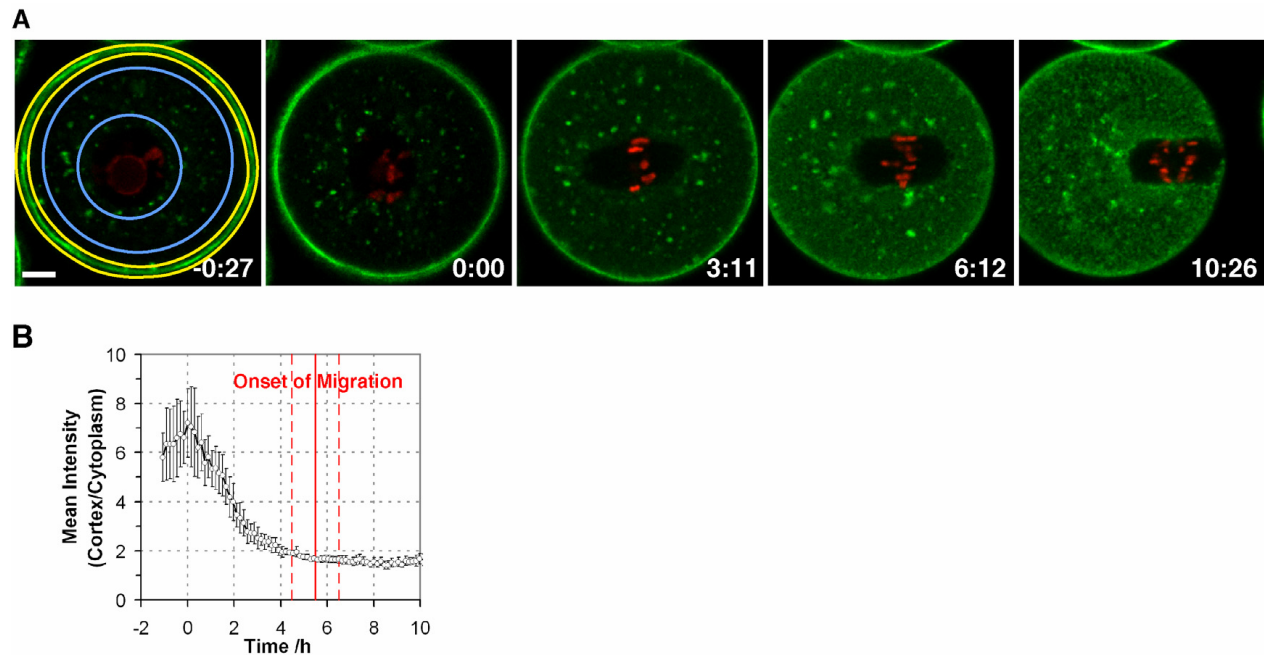 A
-0:27
0:00
3:11
6:12
10:26
B
Mean Intensity
(Cortex/Cytoplasm)
10
8
6
4
2
0
Onset of Migration
-2 0 2 4 6 8 10
Time /h